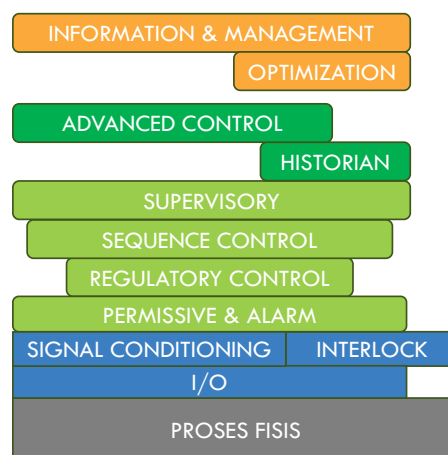 INFORMATION & MANAGEMENT
OPTIMIZATION
ADVANCED CONTROL
HISTORIAN
SUPERVISORY
SEQUENCE CONTROL
REGULATORY CONTROL
PERMISSIVE & ALARM
SIGNAL CONDITIONING
INTERLOCK
I/O
PROSES FISIS